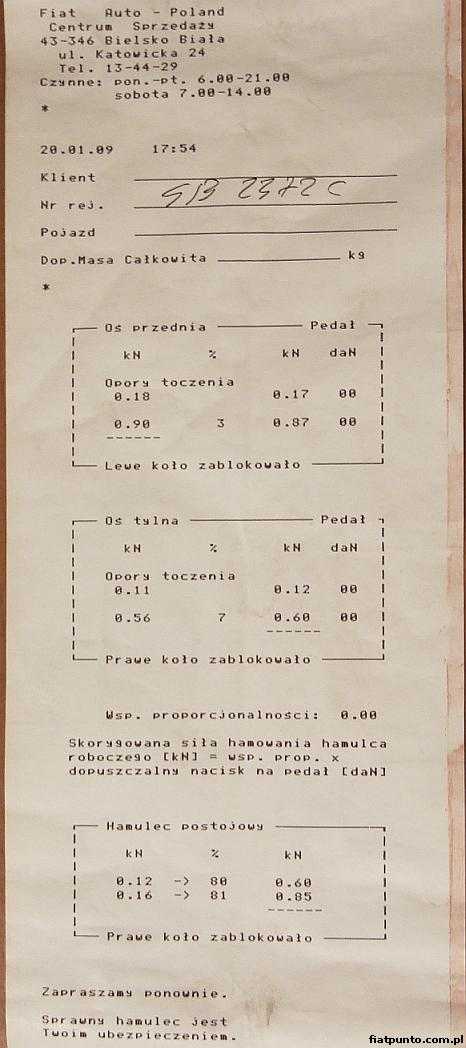 Fiat Auto - Poland
Centrum Sprzedaży
43-346 Bielsko Biała
ul. Katowicka 24
Tel. 13-44-29
Czynne: pon.-pt. 6.00-21.00
sobota 7.00-14.00
*
20.01.09 17:54
Klient
Nr rej. SB 2372C
Pojazd
Dop.Masa Całkowita kg
*
Oś przednia Pedał
kN % kN daN
Opory toczenia
0.18 0.17 00
0.90 3 0.87 00
------
Lewe koło zablokowało
Oś tylna Pedał
kN % kN daN
Opory toczenia
0.11 0.12 00
0.56 7 0.60 00
------
Prawe koło zablokowało
Wsp. proporcjonalności: 0.00
Skorygowana siła hamowania hamulca
roboczego [kN] = wsp. prop. x
dopuszczalny nacisk na pedał [daN]
Hamulec postojowy
kN % kN
0.12 -> 80 0.60
0.16 -> 81 0.85
------
Prawe koło zablokowało
Zapraszamy ponownie.
Sprawny hamulec jest
Twoim ubezpieczeniem.
fiatpunto.com.pl